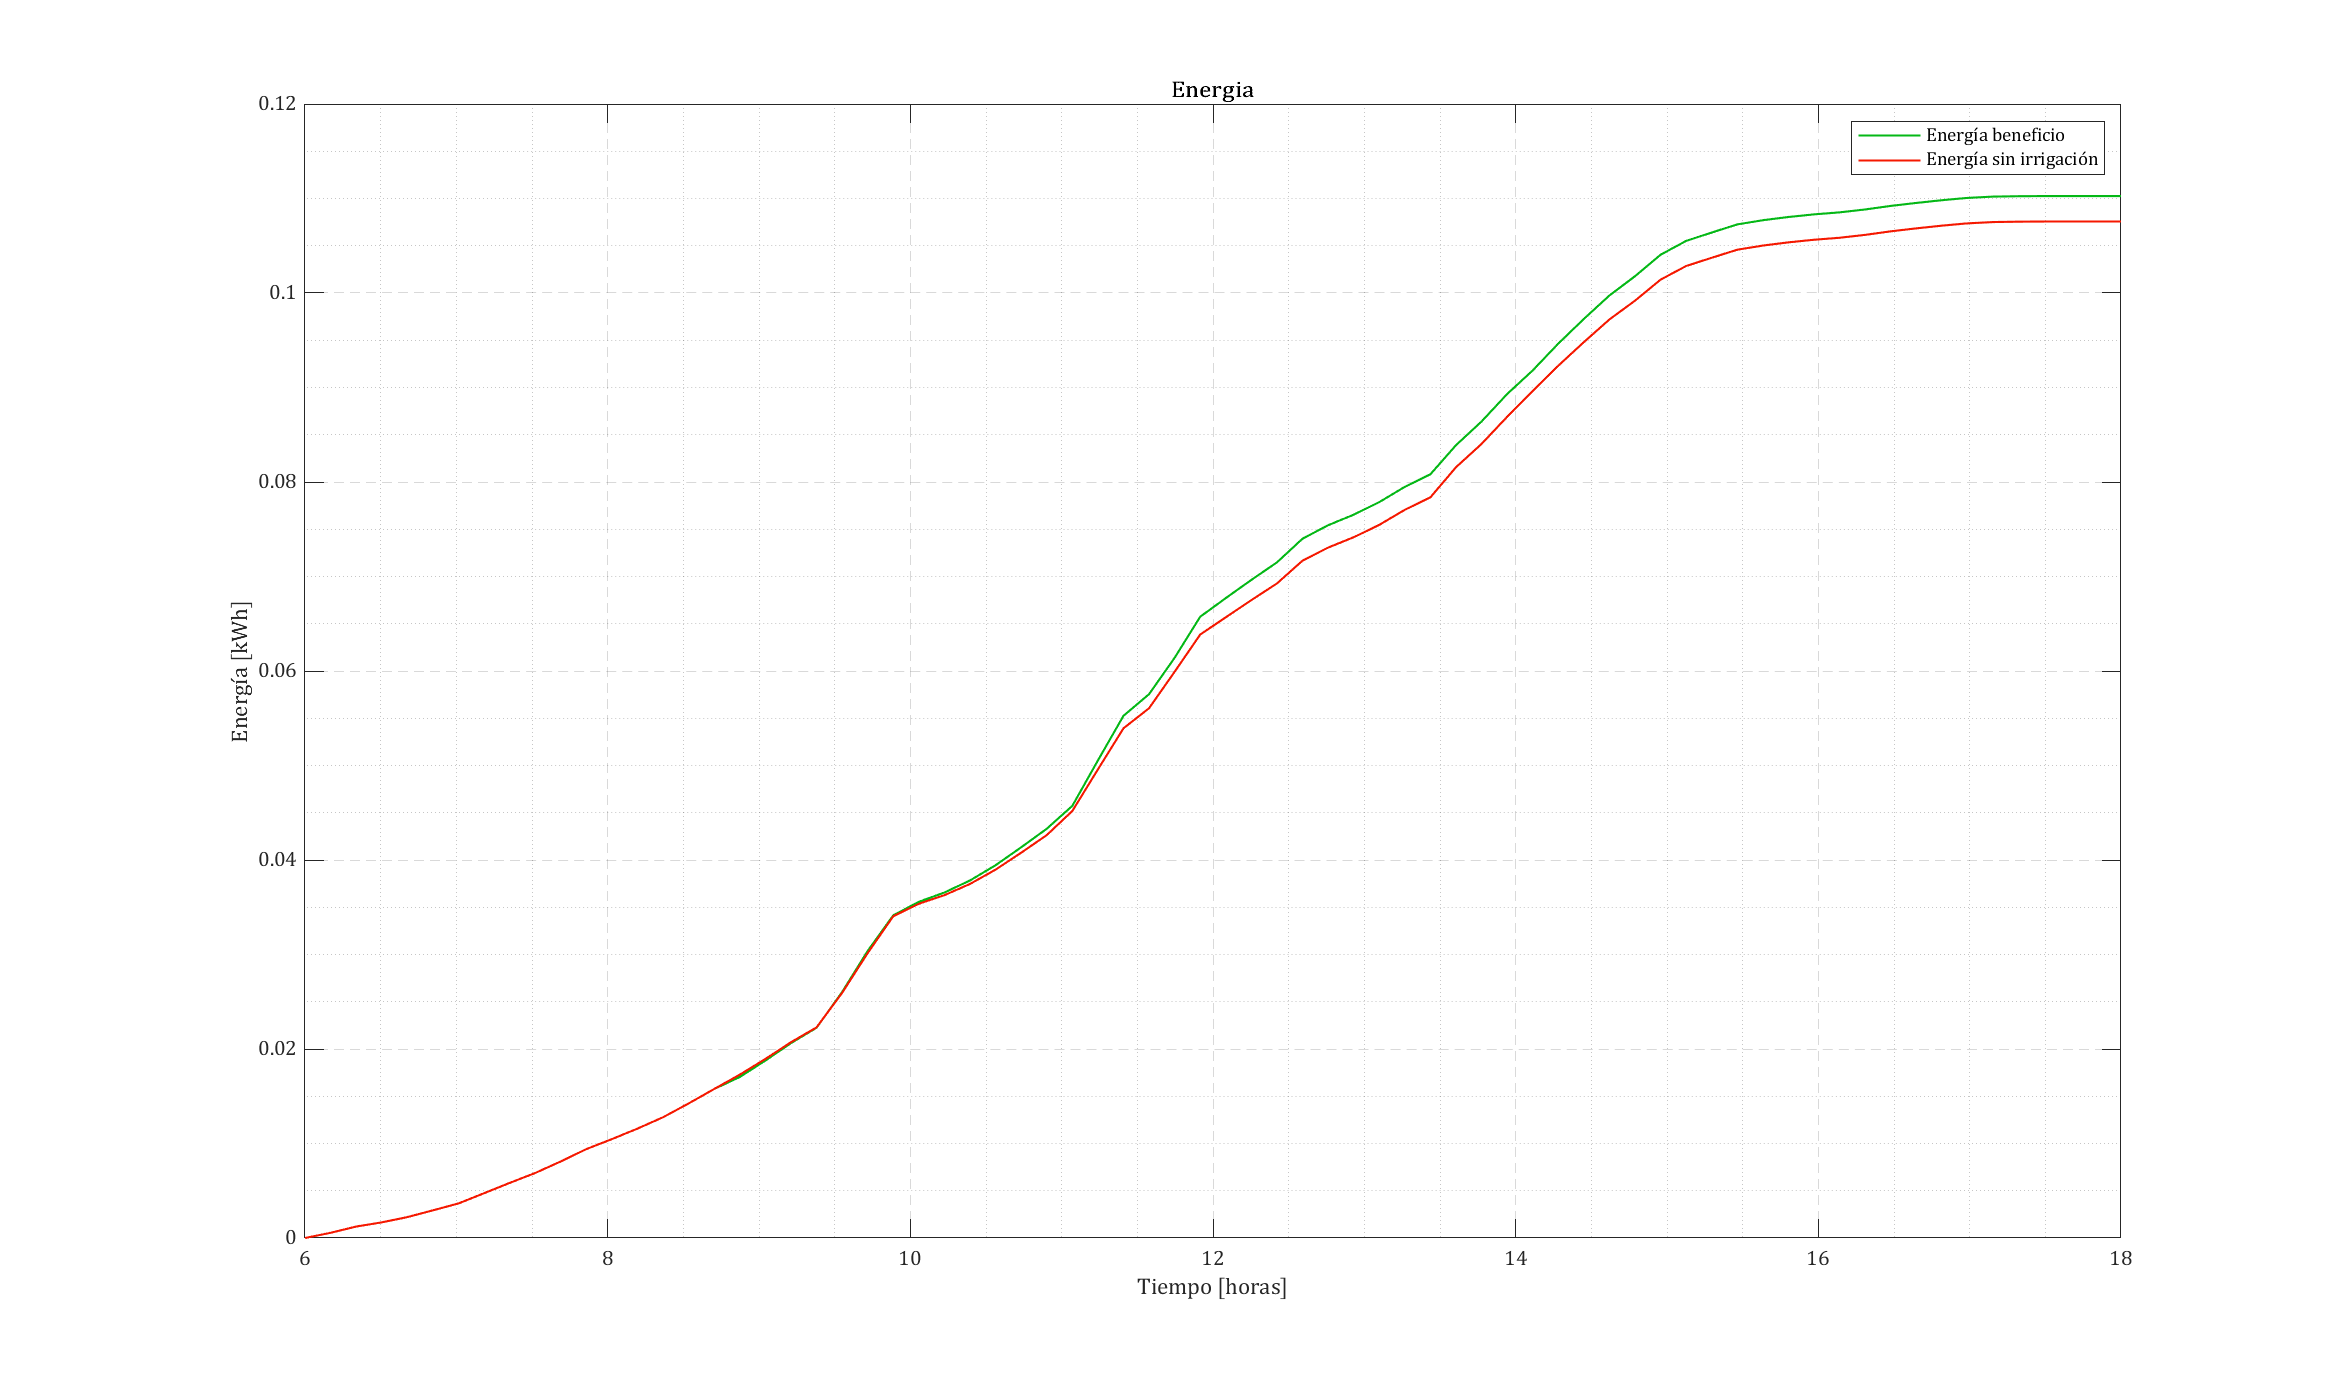 Energia
0.12
0.1
0.08
0.06
0.04
0.02
0
Energía [kWh]
Energía beneficio
Energía sin irrigación
6 8 10 12 14 16 18
Tiempo [horas]